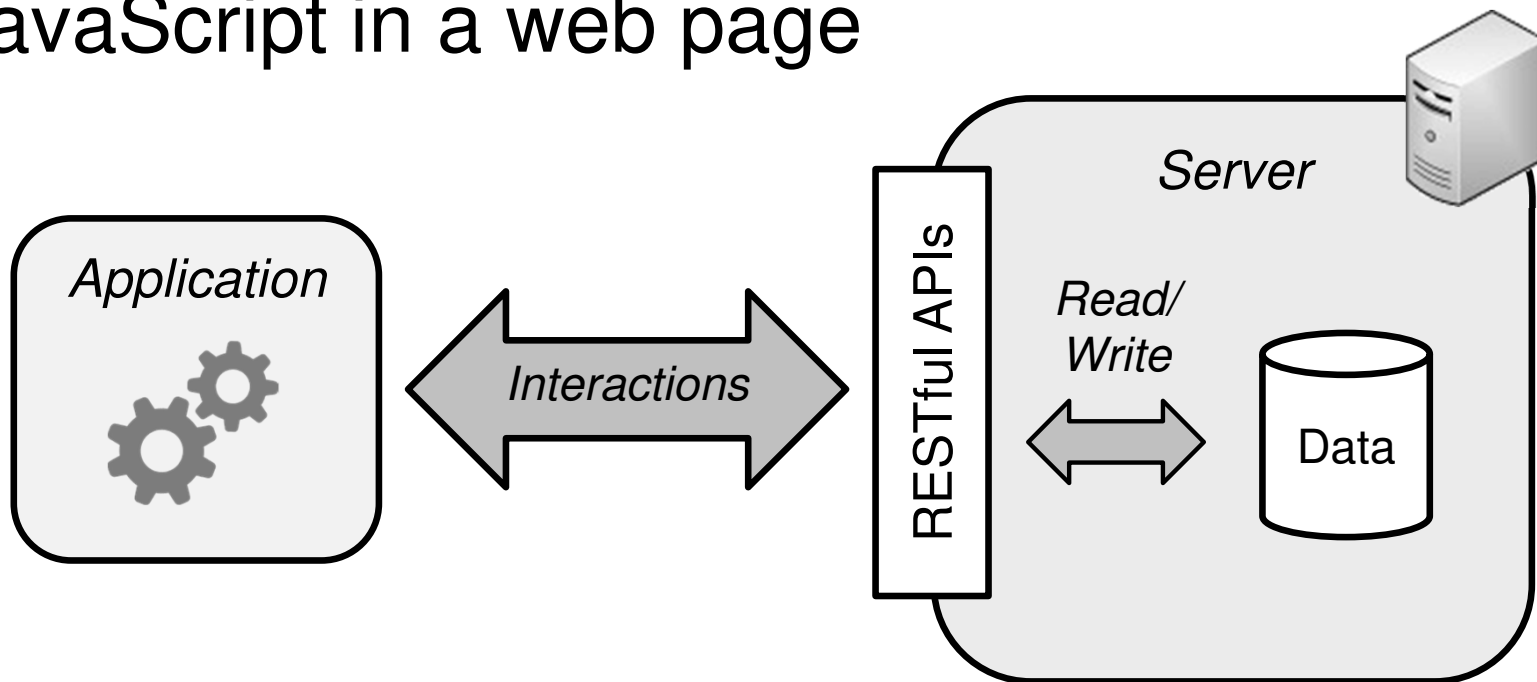 avaScript in a web page
Server
Application
Read/
Write
Interactions
RESTful APIs
Data